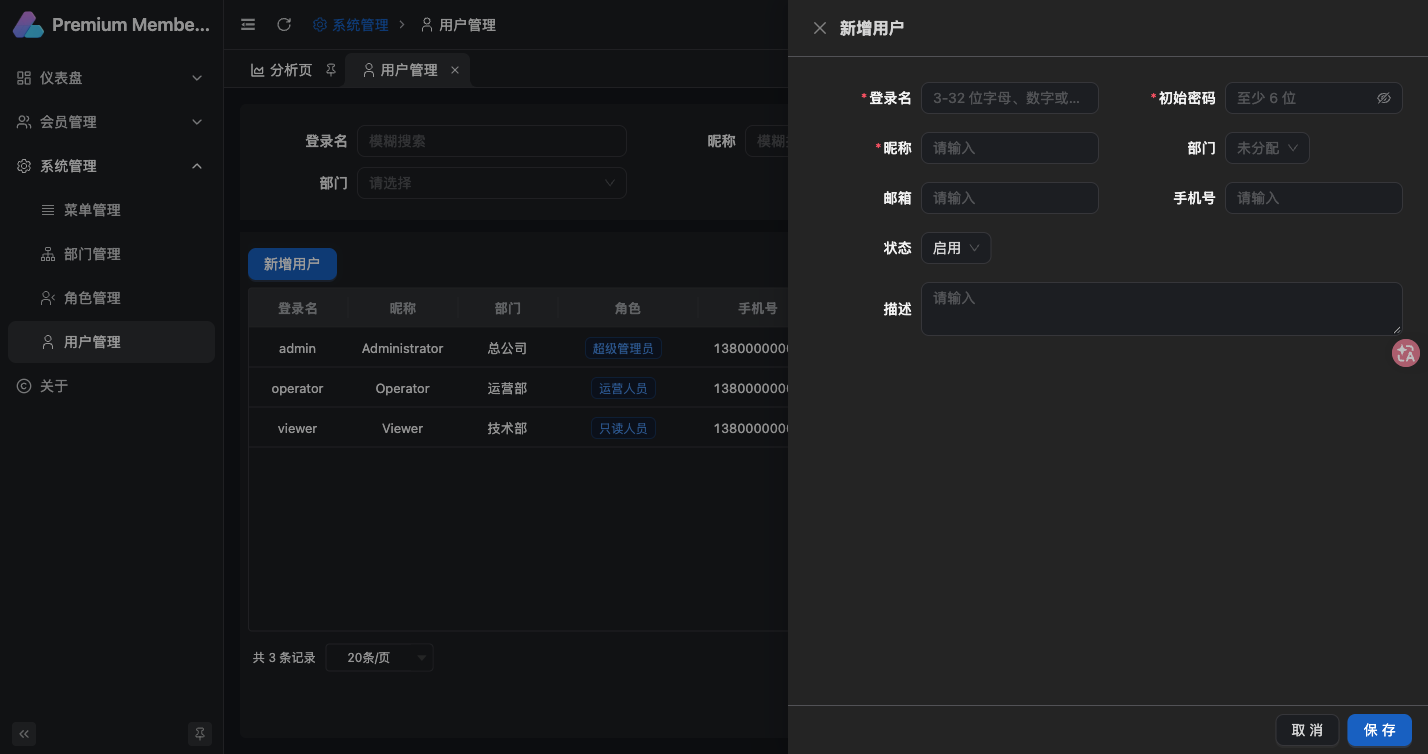 Premium Membe...
系统管理
用户管理
新增用户
仪表盘
分析页
用户管理
会员管理
系统管理
菜单管理
部门管理
角色管理
用户管理
关于
登录名
模糊搜索
昵称
部门
请选择
新增用户
登录名 昵称 部门 角色 手机号
admin Administrator 总公司 超级管理员
operator Operator 运营部 运营人员
viewer Viewer 技术部 只读人员
共 3 条记录
20条/页
*登录名
3-32 位字母、数字或...
*初始密码
至少 6 位
*昵称
请输入
部门
未分配
邮箱
请输入
手机号
请输入
状态
启用
描述
请输入
取 消
保 存